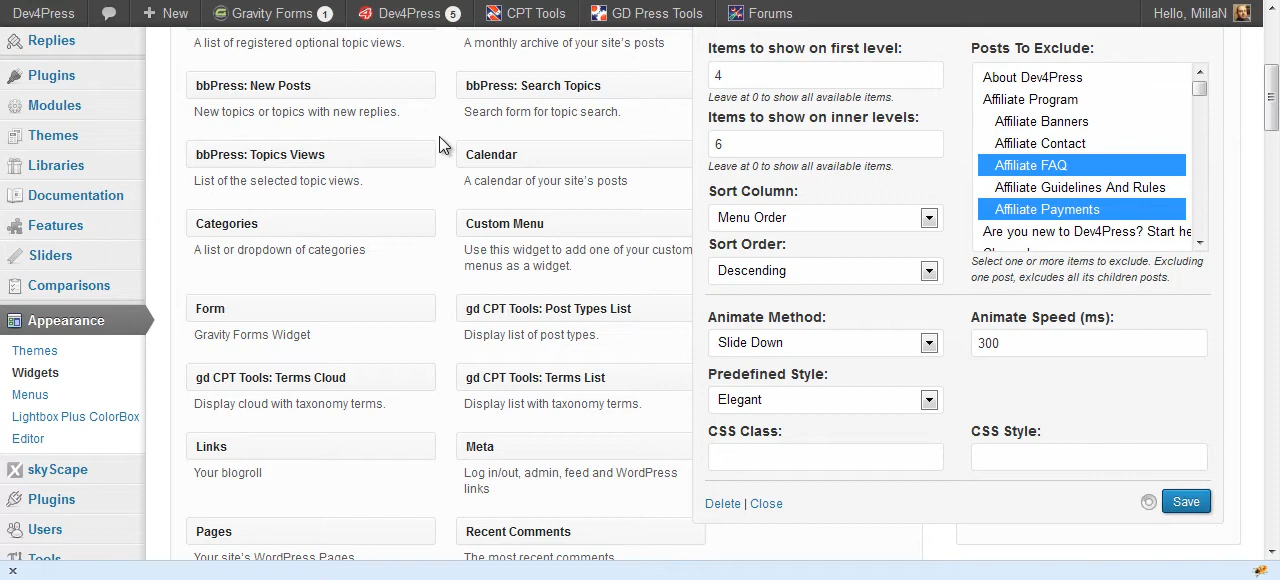 Dev4Press New Gravity Forms 1 Dev4Press 5 CPT Tools GD Press Tools Forums Hello, MillaN
Replies
Plugins
Modules
Themes
Libraries
Documentation
Features
Sliders
Comparisons
Appearance
Themes
Widgets
Menus
Lightbox Plus ColorBox
Editor
skyScape
Plugins
Users
Tools
A list of registered optional topic views.
A monthly archive of your site's posts
bbPress: New Posts
New topics or topics with new replies.
bbPress: Search Topics
Search form for topic search.
bbPress: Topics Views
List of the selected topic views.
Calendar
A calendar of your site's posts
Categories
A list or dropdown of categories
Custom Menu
Use this widget to add one of your custom
menus as a widget.
Form
Gravity Forms Widget
gd CPT Tools: Post Types List
Display list of post types.
gd CPT Tools: Terms Cloud
Display cloud with taxonomy terms.
gd CPT Tools: Terms List
Display list with taxonomy terms.
Links
Your blogroll
Meta
Log in/out, admin, feed and WordPress
links
Pages
Your site's WordPress Pages
Recent Comments
The most recent comments
Items to show on first level:
4
Leave at 0 to show all available items.
Items to show on inner levels:
6
Leave at 0 to show all available items.
Sort Column:
Menu Order
Sort Order:
Descending
Posts To Exclude:
About Dev4Press
Affiliate Program
Affiliate Banners
Affiliate Contact
Affiliate FAQ
Affiliate Guidelines And Rules
Affiliate Payments
Are you new to Dev4Press? Start he
Select one or more items to exclude. Excluding
one post, exlcudes all its children posts.
Animate Method:
Slide Down
Animate Speed (ms):
300
Predefined Style:
Elegant
CSS Class:
CSS Style:
Delete | Close
Save